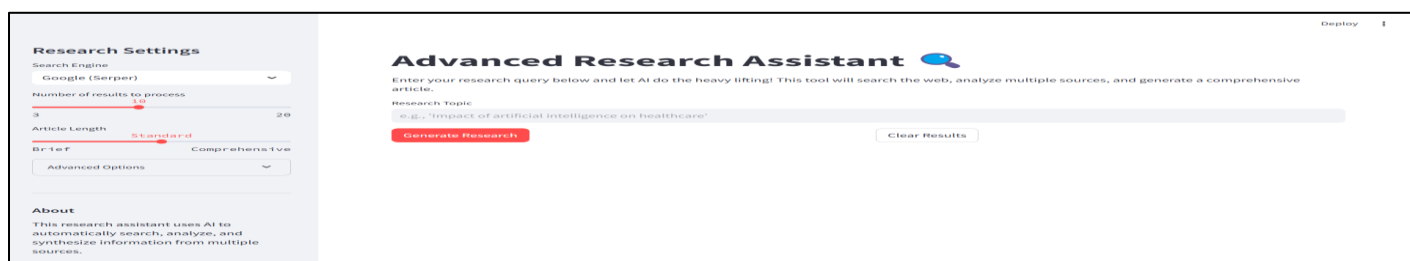 Deploy
Research Settings
Search Engine
Google (Serper)
Number of results to process
10
3 20
Article Length
Standard
Brief Comprehensive
Advanced Options
About
This research assistant uses AI to
automatically search, analyze, and
synthesize information from multiple
sources.
Advanced Research Assistant
Enter your research query below and let AI do the heavy lifting! This tool will search the web, analyze multiple sources, and generate a comprehensive
article.
Research Topic
e.g., 'Impact of artificial intelligence on healthcare'
Generate Research Clear Results